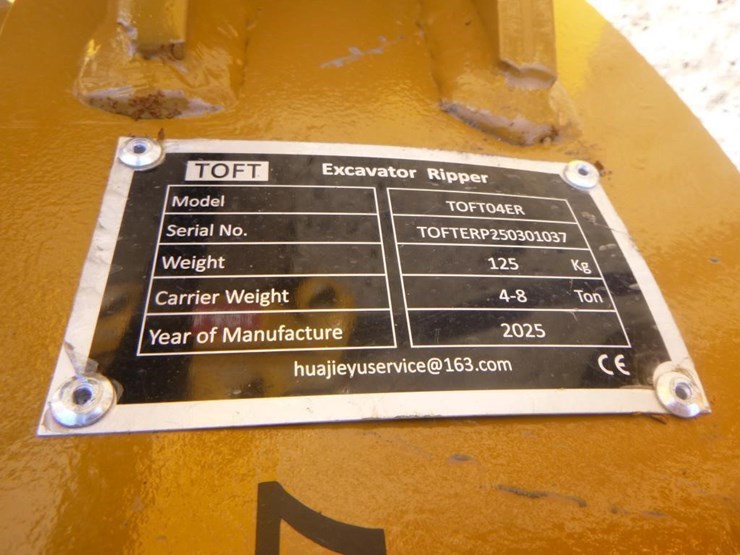 TOFT Excavator Ripper
Model TOFT04ER
Serial No. TOFTERP250301037
Weight 125 Kg
Carrier Weight 4-8 Ton
Year of Manufacture 2025
huajieyuservice@163.com CE